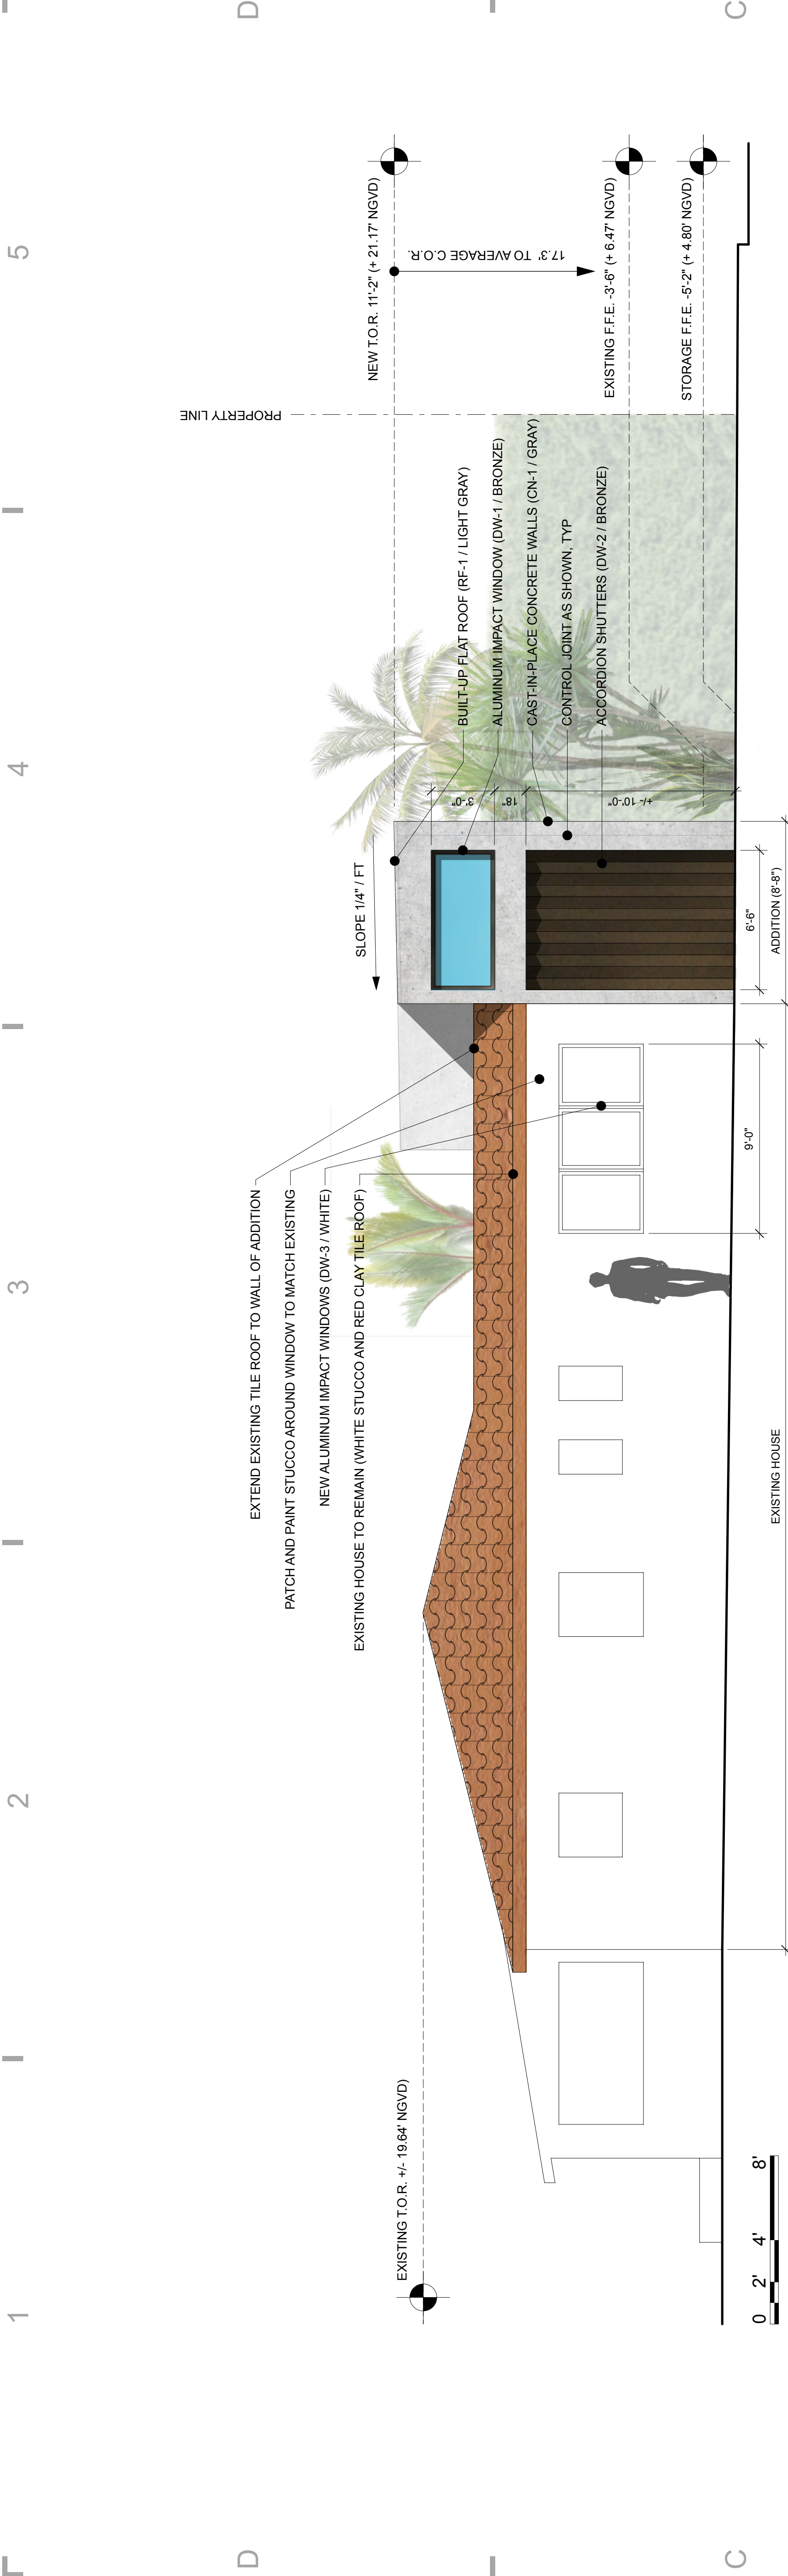 D
C
1
2
3
4
5
PROPERTY LINE
NEW T.O.R. 11'-2" (+ 21.17' NGVD)
17.3' TO AVERAGE C.O.R.
EXISTING F.F.E. -3'-6" (+ 6.47' NGVD)
STORAGE F.F.E. -5'-2" (+ 4.80' NGVD)
BUILT-UP FLAT ROOF (RF-1 / LIGHT GRAY)
ALUMINUM IMPACT WINDOW (DW-1 / BRONZE)
CAST-IN-PLACE CONCRETE WALLS (CN-1 / GRAY)
CONTROL JOINT AS SHOWN, TYP
ACCORDION SHUTTERS (DW-2 / BRONZE)
SLOPE 1/4" / FT
3'-0"
18"
+/- 10'-0"
6'-6"
ADDITION (8'-8")
EXTEND EXISTING TILE ROOF TO WALL OF ADDITION
PATCH AND PAINT STUCCO AROUND WINDOW TO MATCH EXISTING
NEW ALUMINUM IMPACT WINDOWS (DW-3 / WHITE)
EXISTING HOUSE TO REMAIN (WHITE STUCCO AND RED CLAY TILE ROOF)
9'-0"
EXISTING HOUSE
EXISTING T.O.R. +/- 19.64' NGVD)
0 2' 4' 8'
D
C